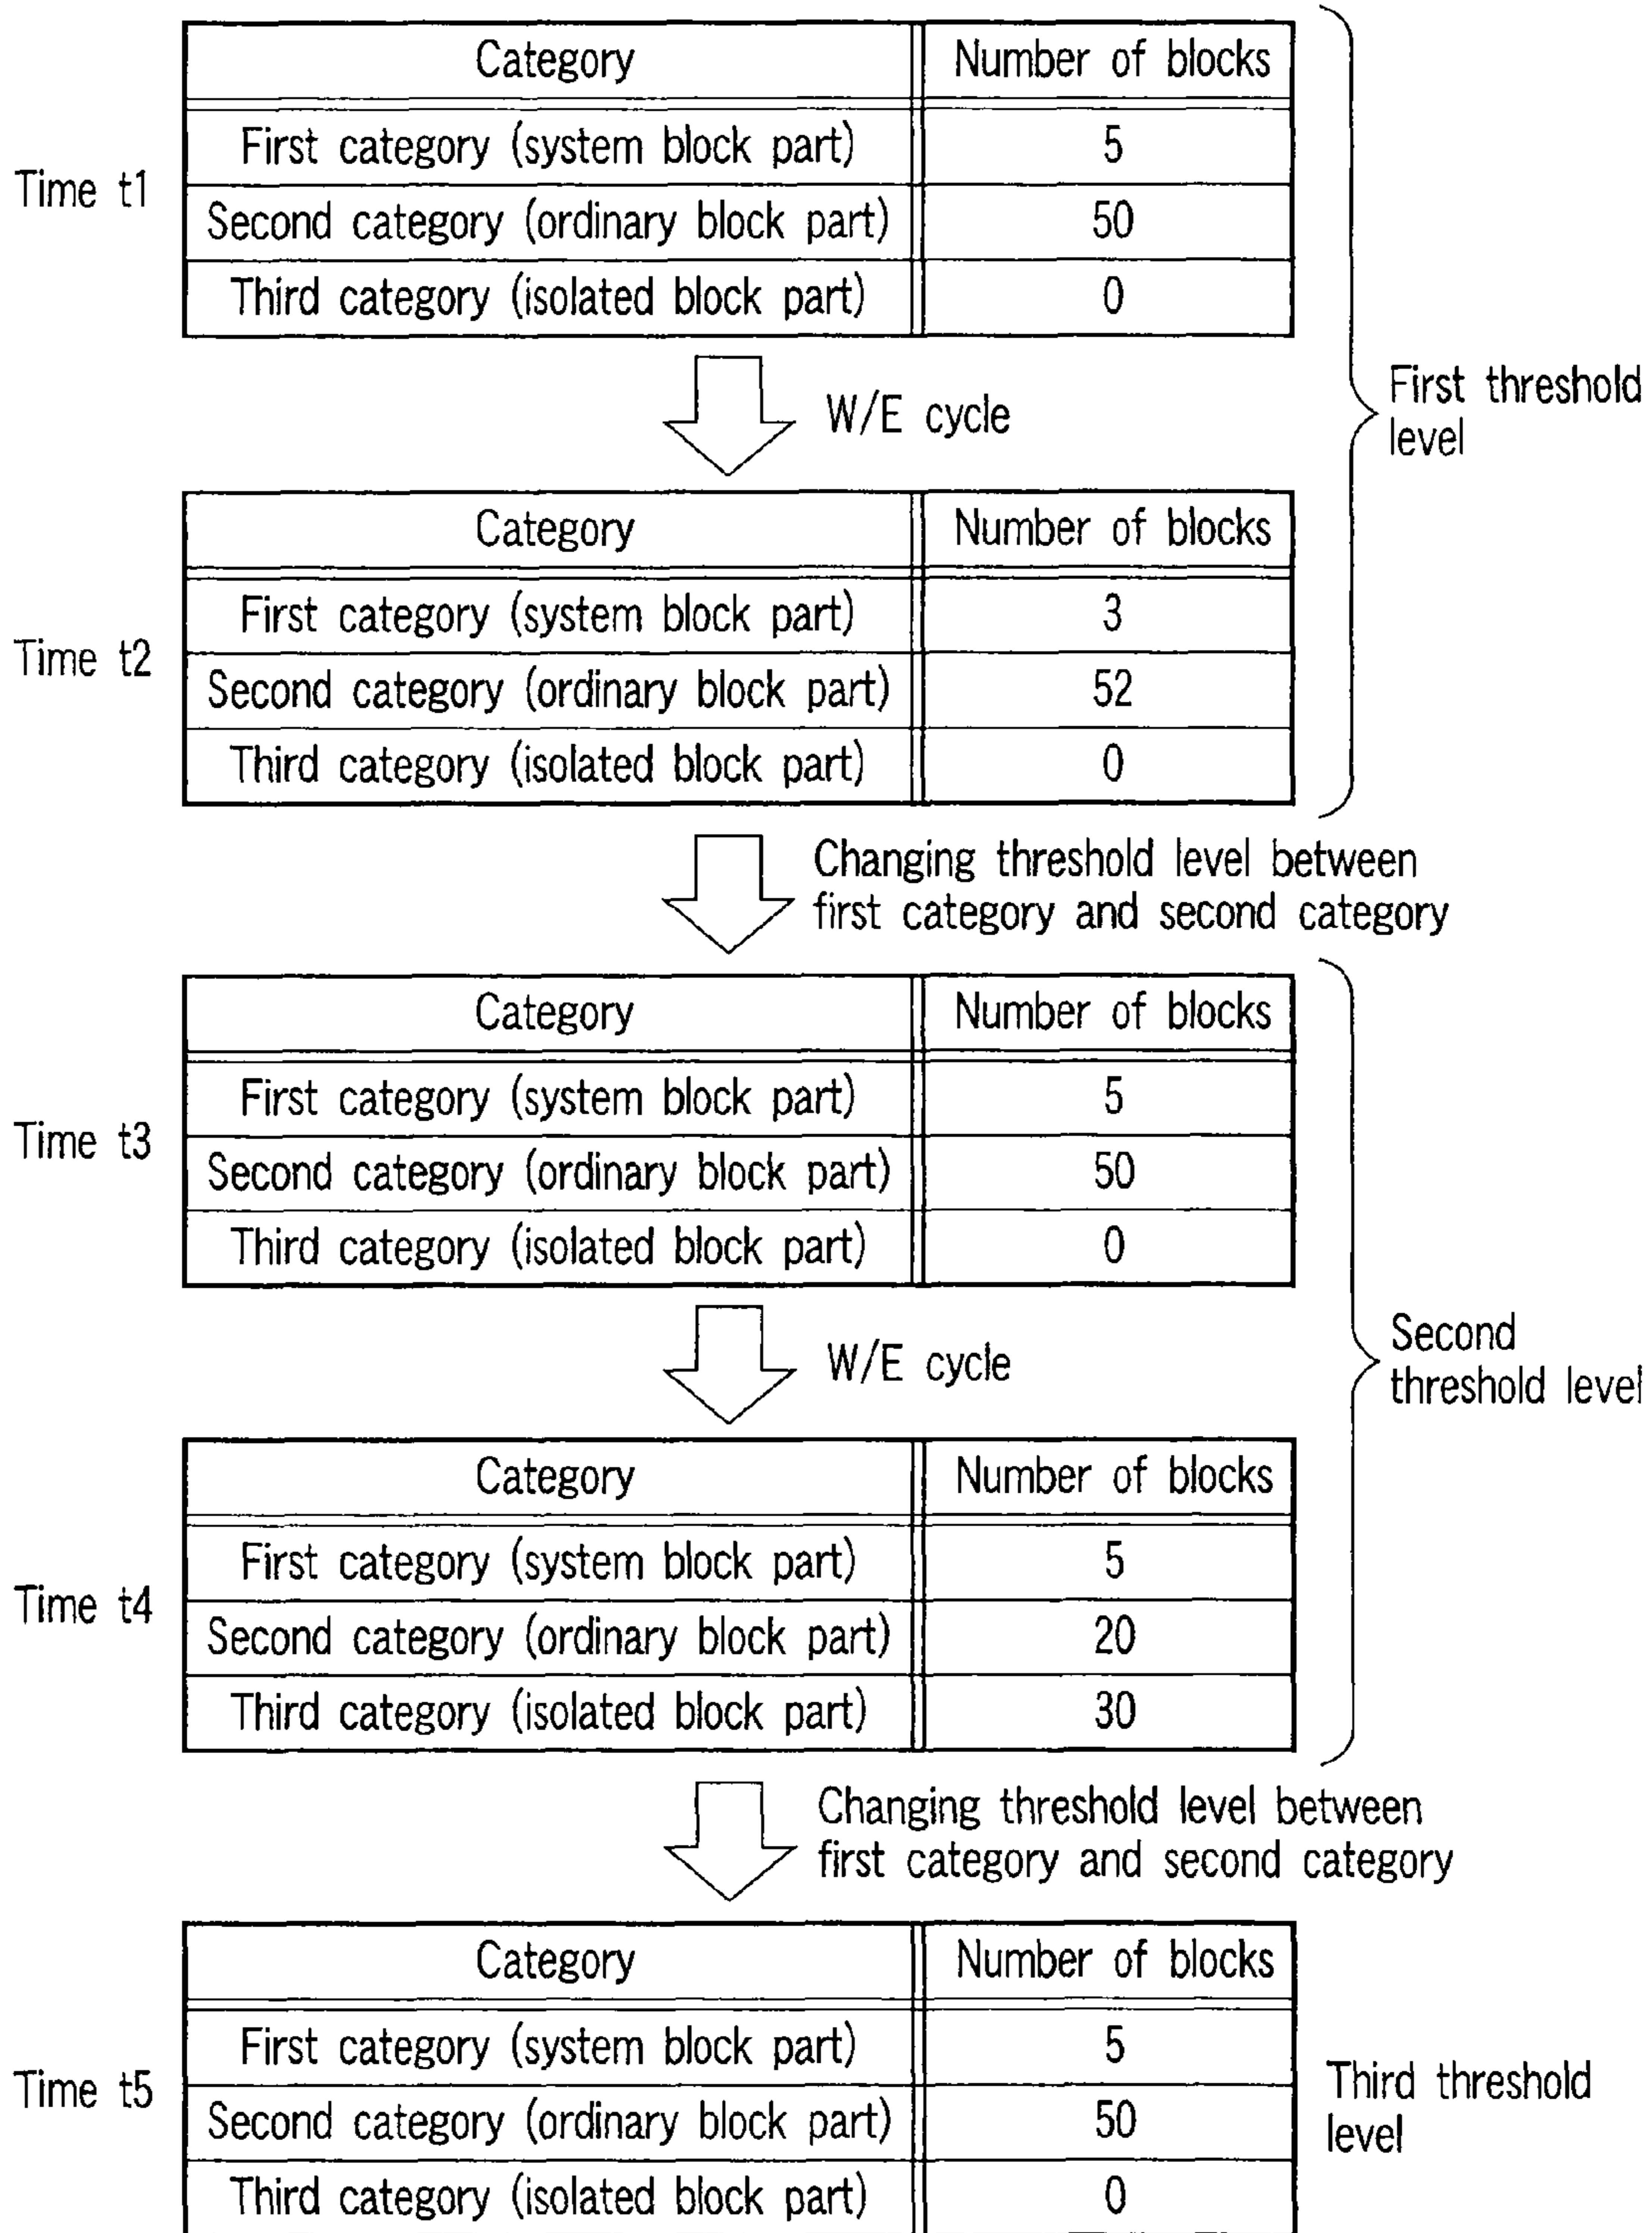 Category Number of blocks
First category (system block part) 5
Time t1
Second category (ordinary block part) 50
Third category (isolated block part) 0
First threshold
level
W/E cycle
Category Number of blocks
First category (system block part) 3
Time t2
Second category (ordinary block part) 52
Third category (isolated block part) 0
Changing threshold level between
first category and second category
Category Number of blocks
First category (system block part) 5
Time t3
Second category (ordinary block part) 50
Third category (isolated block part) 0
Second
threshold level
W/E cycle
Category Number of blocks
First category (system block part) 5
Time t4
Second category (ordinary block part) 20
Third category (isolated block part) 30
Changing threshold level between
first category and second category
Category Number of blocks
First category (system block part) 5
Time t5
Second category (ordinary block part) 50
Third category (isolated block part) 0
Third threshold
level